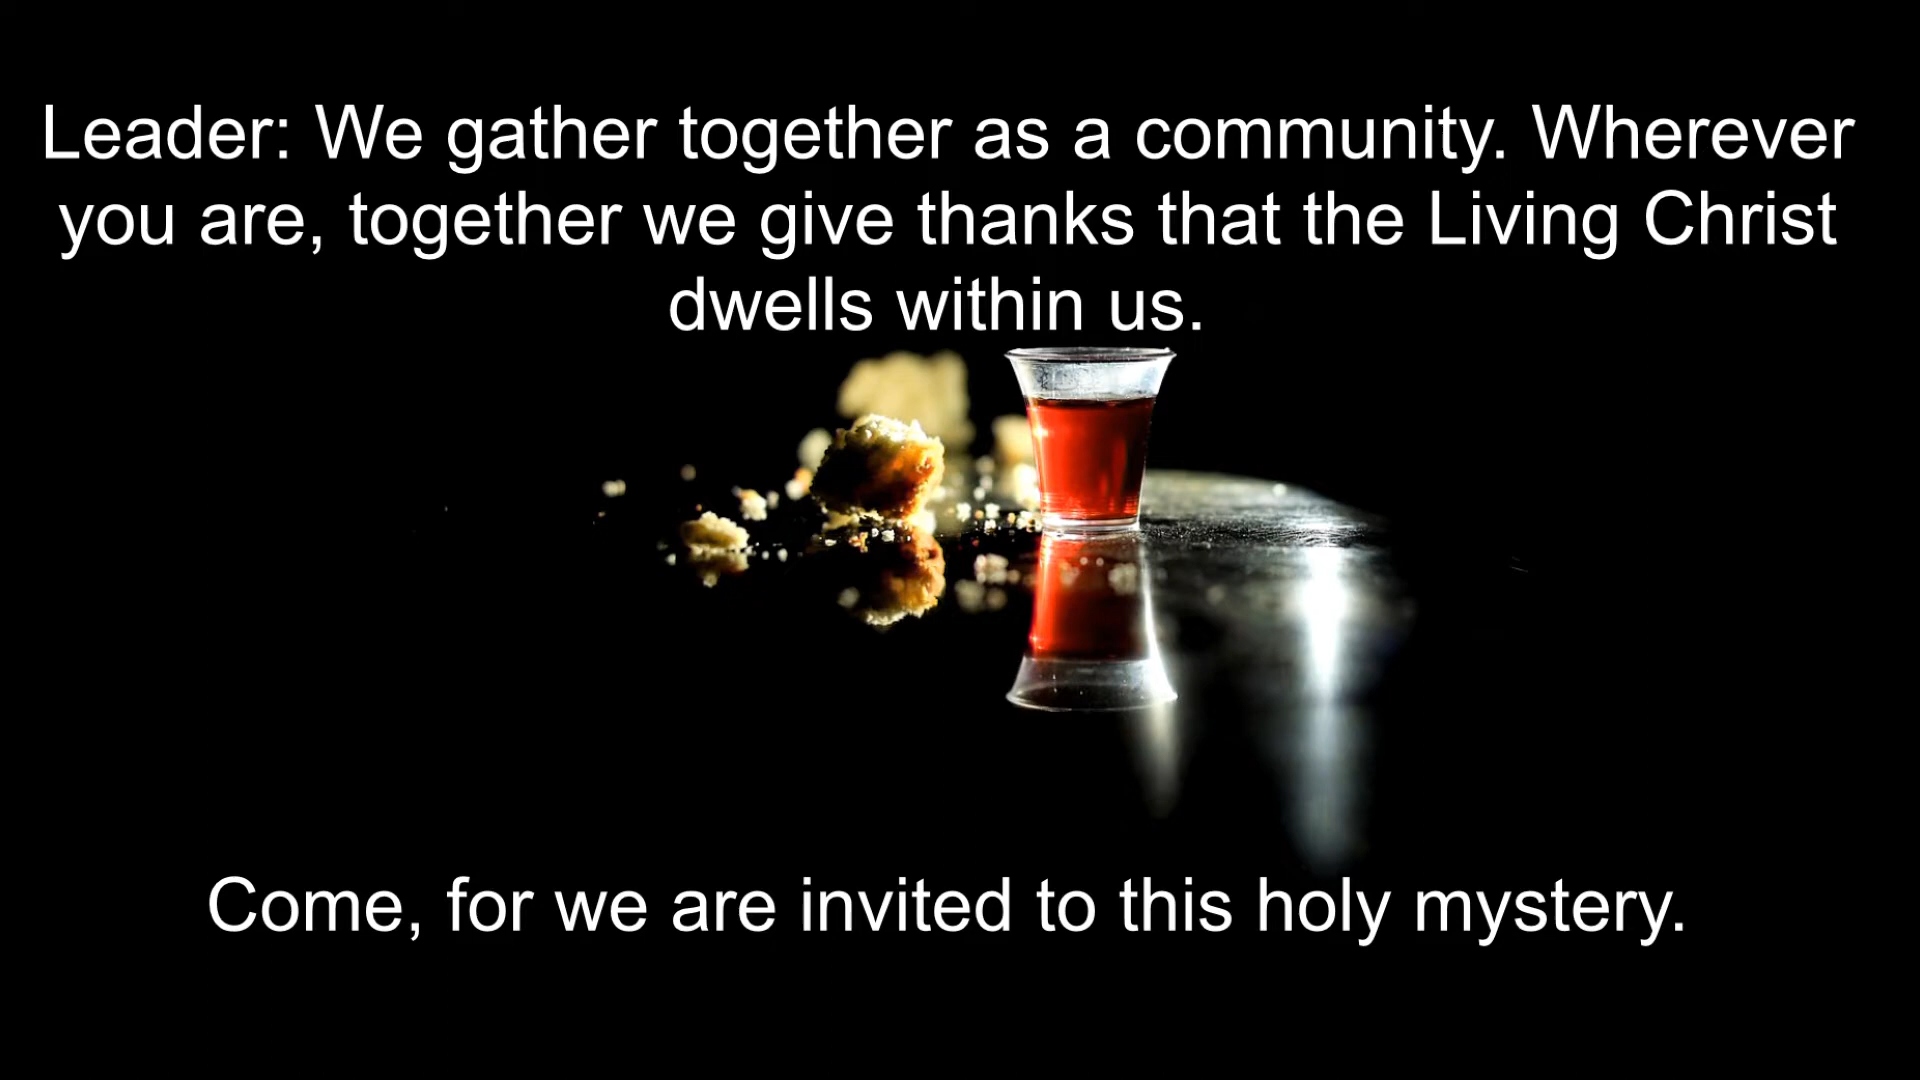 Leader: We gather together as a community. Wherever
you are, together we give thanks that the Living Christ
dwells within us.
Come, for we are invited to this holy mystery.